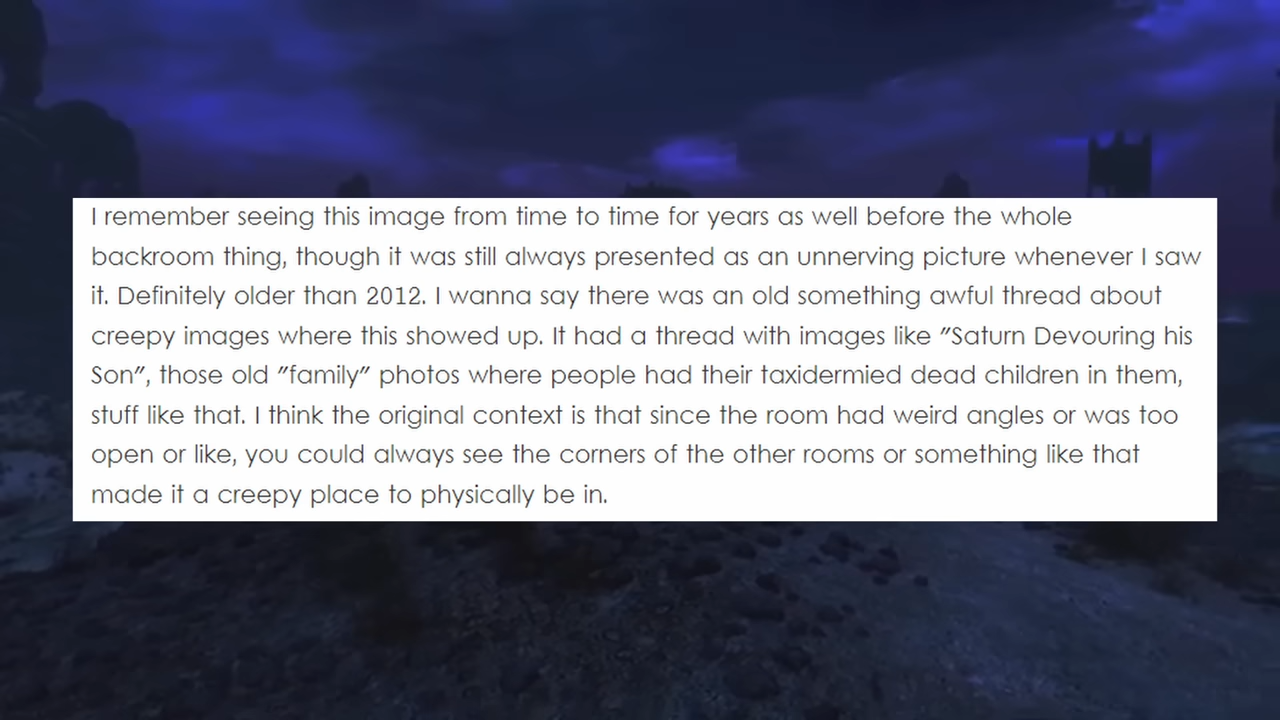 I remember seeing this image from time to time for years as well before the whole
backroom thing, though it was still always presented as an unnerving picture whenever I saw
it. Definitely older than 2012. I wanna say there was an old something awful thread about
creepy images where this showed up. It had a thread with images like "Saturn Devouring his
Son", those old "family" photos where people had their taxidermied dead children in them,
stuff like that. I think the original context is that since the room had weird angles or was too
open or like, you could always see the corners of the other rooms or something like that
made it a creepy place to physically be in.